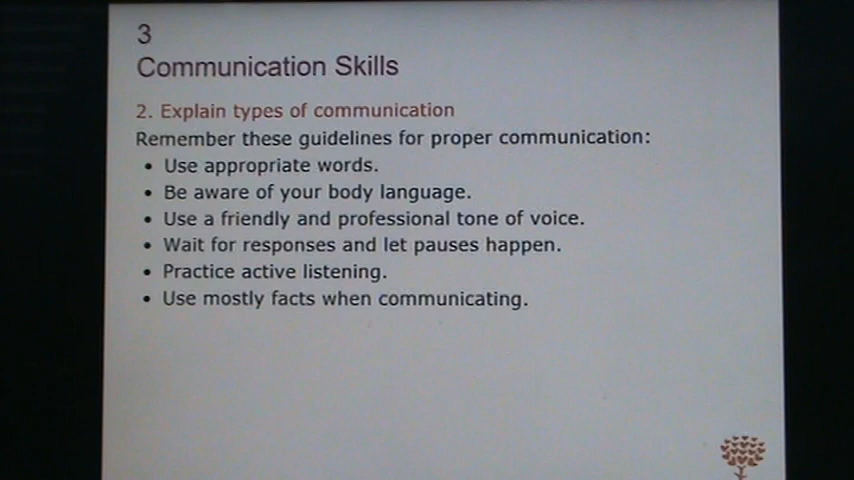 3
Communication Skills
2. Explain types of communication
Remember these guidelines for proper communication:
• Use appropriate words.
• Be aware of your body language.
• Use a friendly and professional tone of voice.
• Wait for responses and let pauses happen.
• Practice active listening.
• Use mostly facts when communicating.